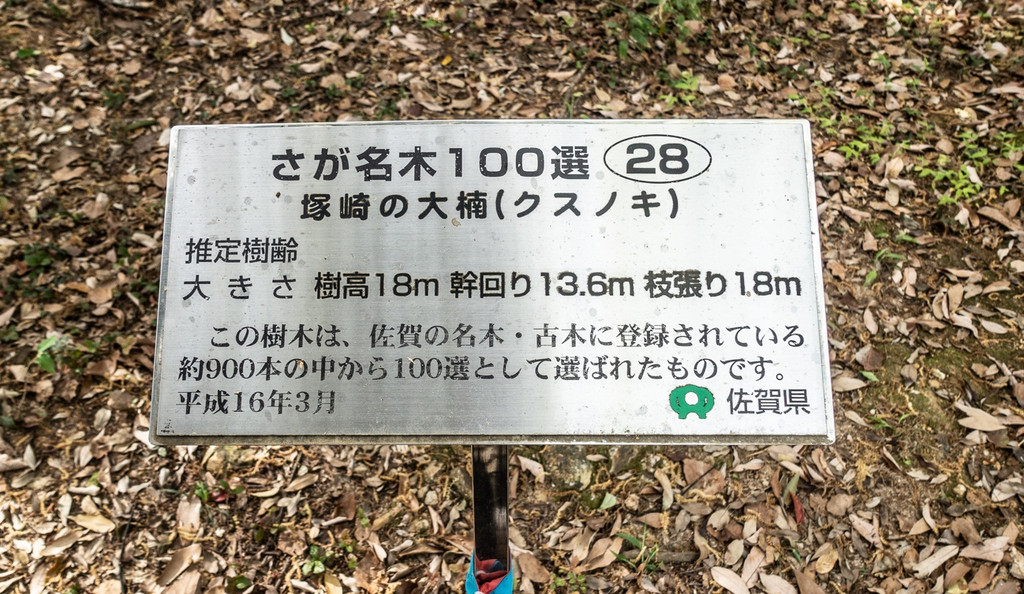 さが名木100選 28
塚崎の大楠(クスノキ)
推定樹齢
大きさ 樹高18m 幹回り13.6m 枝張り18m
この樹木は、佐賀の名木・古木に登録されている
約900本の中から100選として選ばれたものです。
平成16年3月 佐賀県